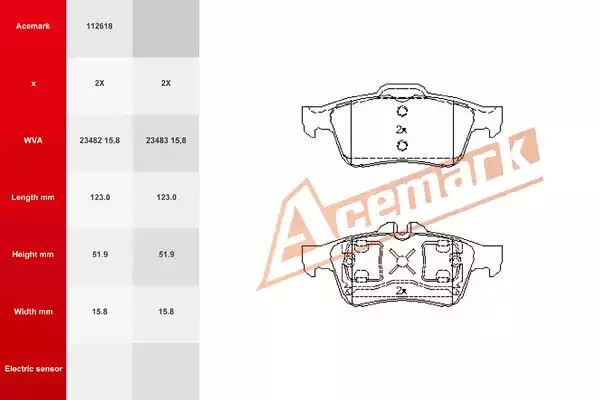 Acemark 112618
x 2X 2X
WVA 23482 15,8 23483 15,8
Length mm 123.0 123.0
Height mm 51.9 51.9
Width mm 15.8 15.8
Electric sensor
2x
Acemark
2x